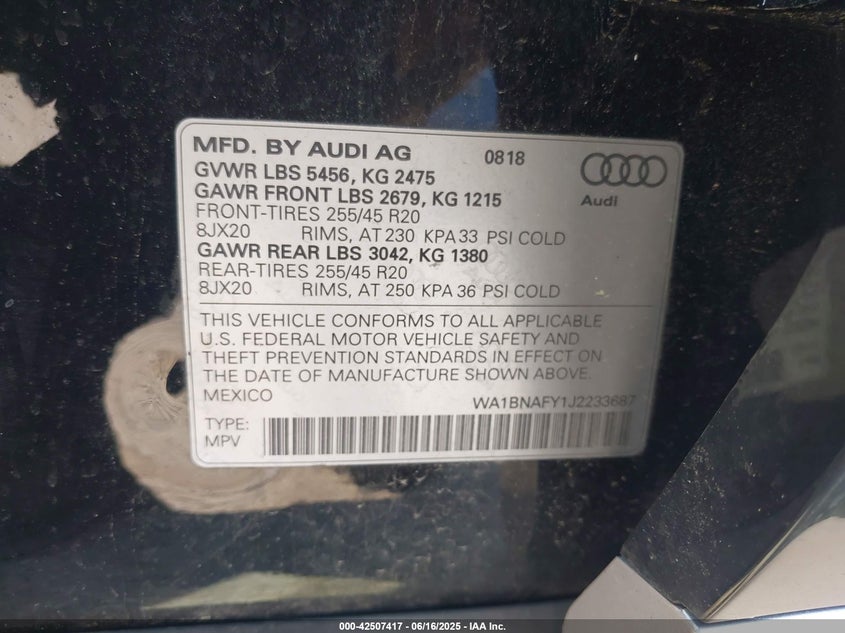 MFD. BY AUDI AG 0818
GVWR LBS 5456, KG 2475
GAWR FRONT LBS 2679, KG 1215
Audi
FRONT-TIRES 255/45 R20
8JX20 RIMS, AT 230 KPA 33 PSI COLD
GAWR REAR LBS 3042, KG 1380
REAR-TIRES 255/45 R20
8JX20 RIMS, AT 250 KPA 36 PSI COLD
THIS VEHICLE CONFORMS TO ALL APPLICABLE
U.S. FEDERAL MOTOR VEHICLE SAFETY AND
THEFT PREVENTION STANDARDS IN EFFECT ON
THE DATE OF MANUFACTURE SHOWN ABOVE.
MEXICO WA1BNAFY1J2233687
TYPE:
MPV
000-42507417 - 06/16/2025 - IAA Inc.